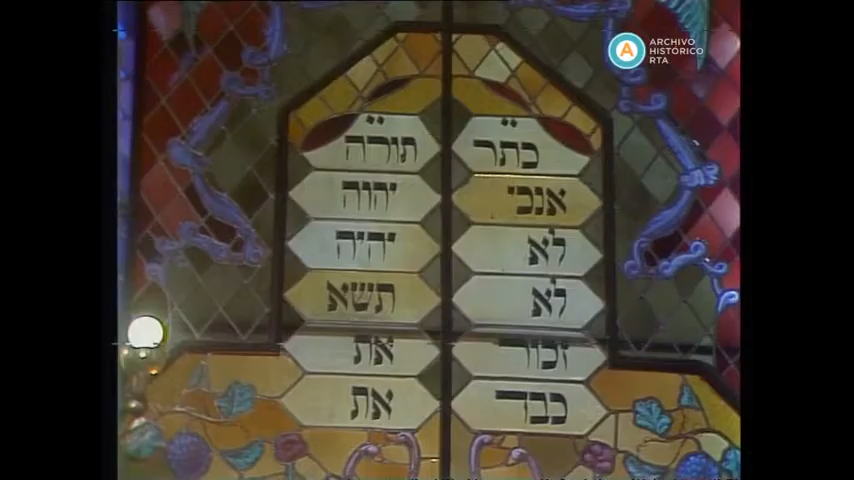 A
ARCHIVO
HISTÓRICO
RTA
כתר תורה
אנכי יהוה
לא יהיה
לא תשא
זכור את
כבד את